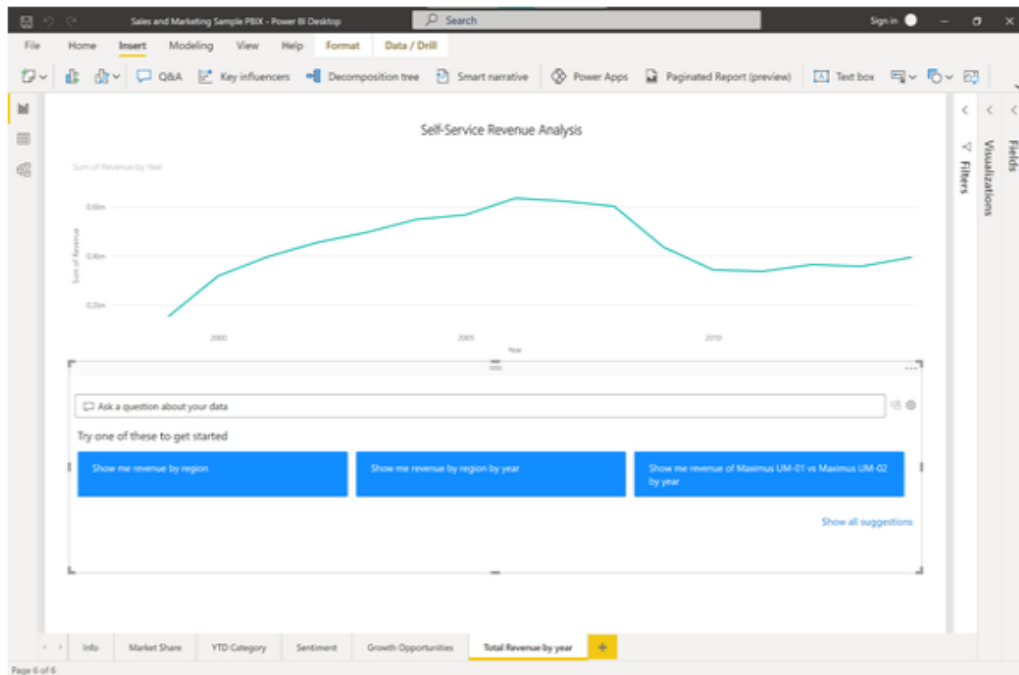 Sales and Marketing Sample PBIX - Power BI Desktop
Search
Sign in
File Home Insert Modeling View Help Format Data / Drill
Q&A Key influencers Decomposition tree Smart narrative Power Apps Paginated Report (preview) Text box
Self-Service Revenue Analysis
Sum of Revenue by Year
Sum of Revenue
0,6bn
0,4bn
0,2bn
2000 2005 2010
Year
Ask a question about your data
Try one of these to get started
Show me revenue by region
Show me revenue by region by year
Show me revenue of Maximus UM-01 vs Maximus UM-02
by year
Show all suggestions
Filters
Visualizations
Fields
Info Market Share YTD Category Sentiment Growth Opportunities Total Revenue by year
Page 6 of 6